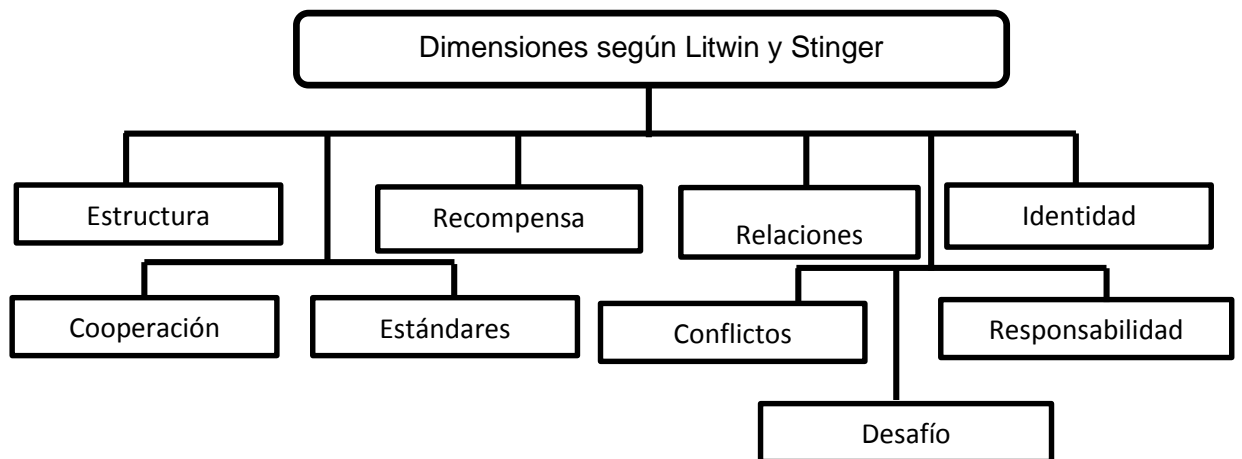 Dimensiones según Litwin y Stinger
Estructura
Recompensa
Relaciones
Identidad
Cooperación
Estándares
Conflictos
Responsabilidad
Desafío